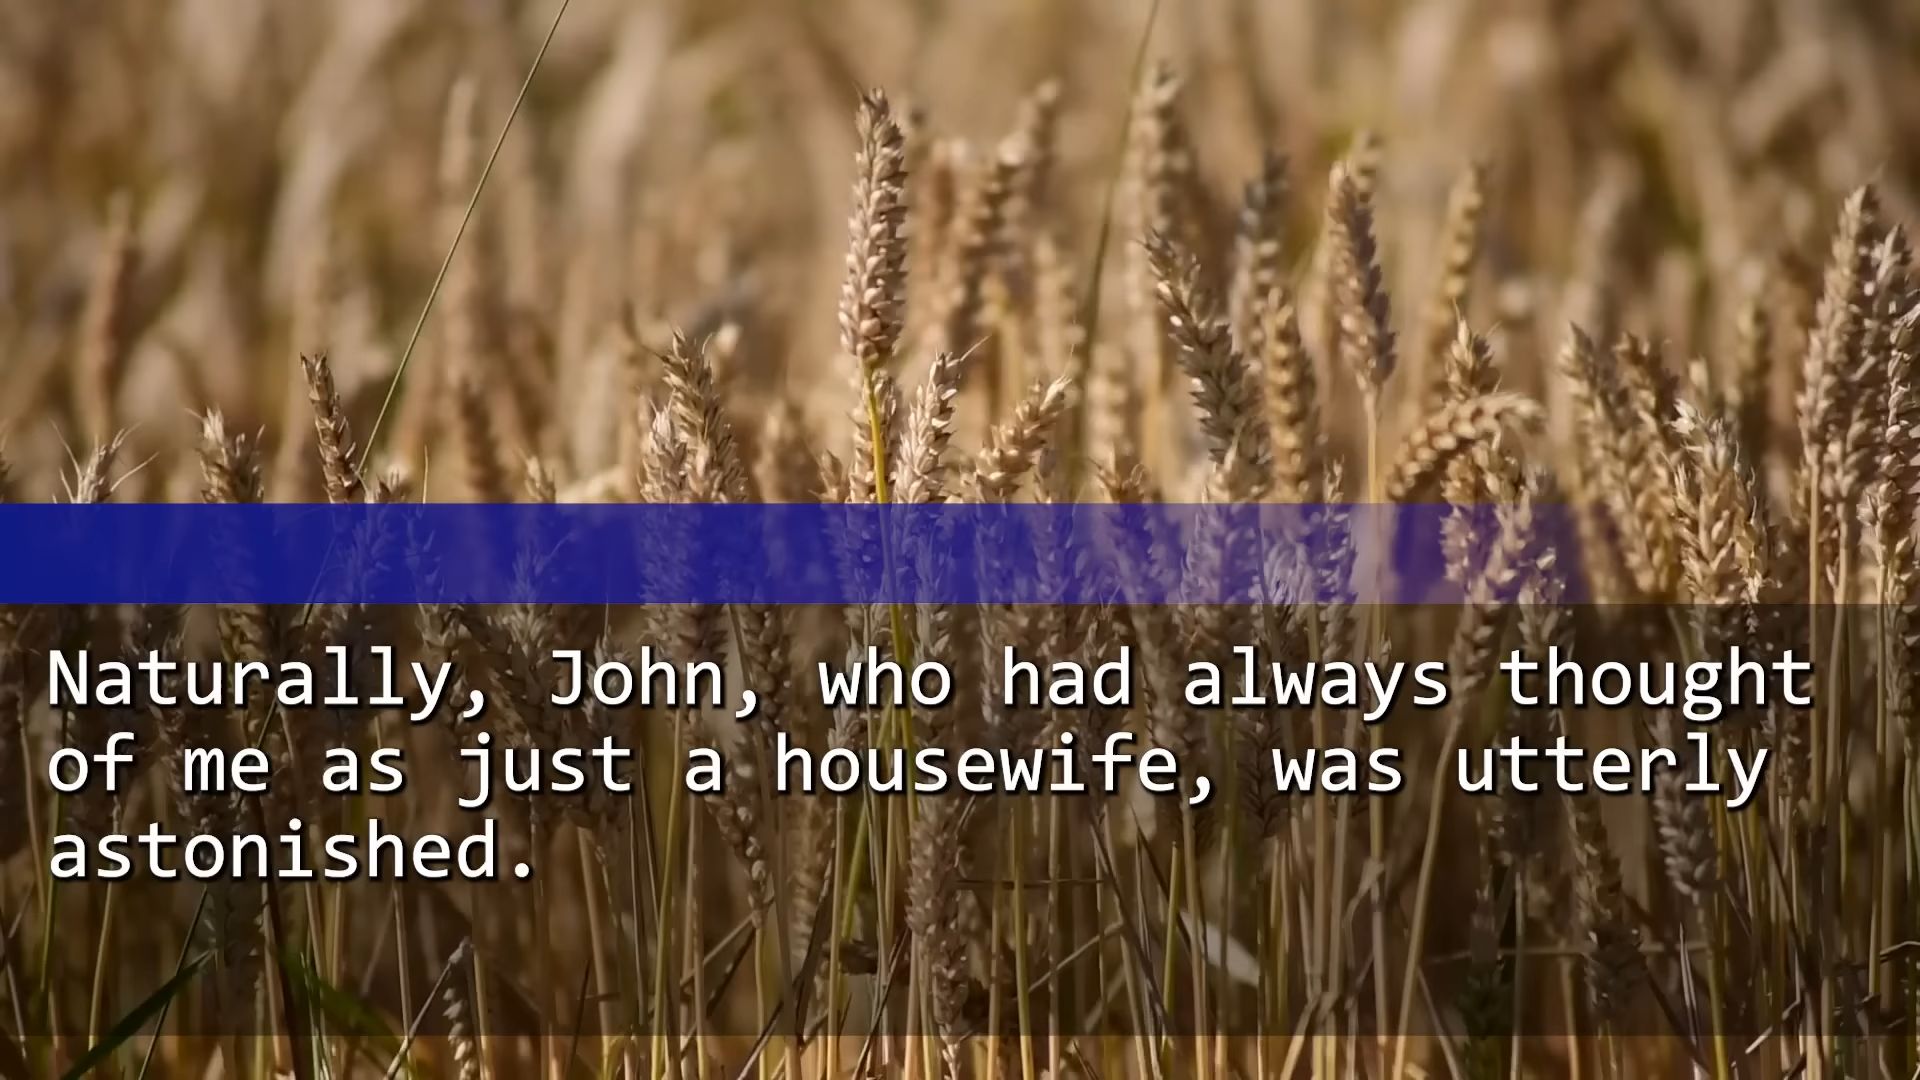 Naturally, John, who had always thought
of me as just a housewife, was utterly
astonished.